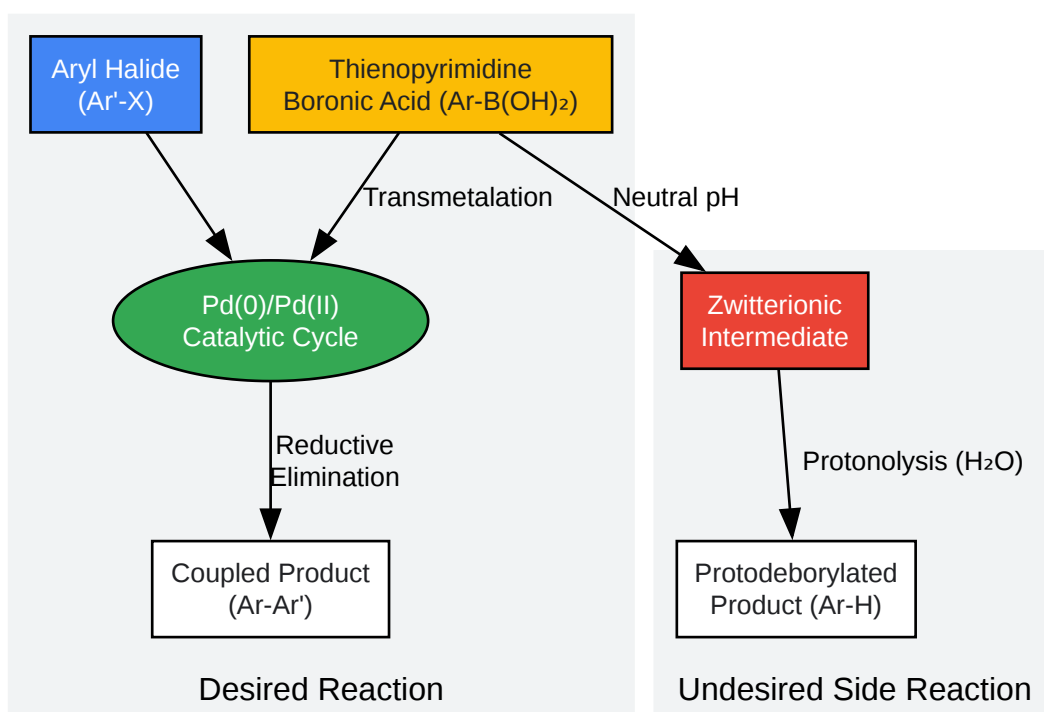 Aryl Halide
(Ar'-X)
Thienopyrimidine
Boronic Acid (Ar-B(OH)₂)
Transmetalation
Neutral pH
Pd(0)/Pd(II)
Catalytic Cycle
Zwitterionic
Intermediate
Reductive
Elimination
Protonolysis (H₂O)
Coupled Product
(Ar-Ar')
Protodeborylated
Product (Ar-H)
Desired Reaction
Undesired Side Reaction